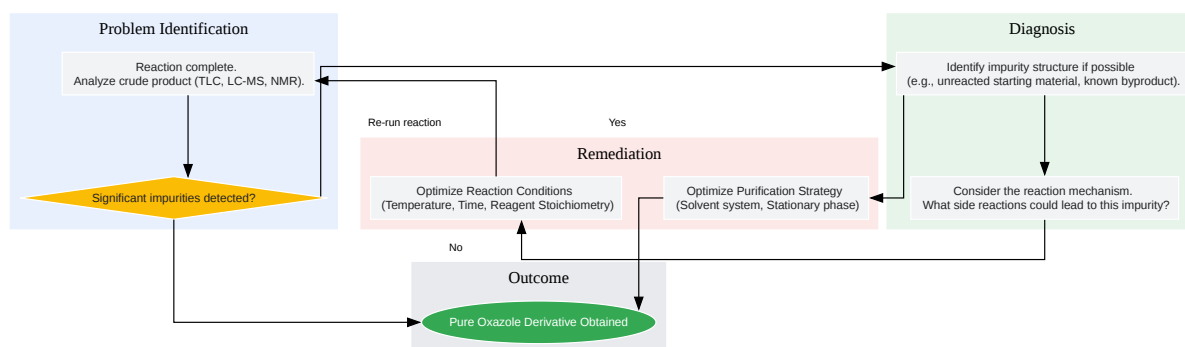 Problem Identification
Reaction complete.
Analyze crude product (TLC, LC-MS, NMR).
Significant impurities detected?
Diagnosis
Identify impurity structure if possible
(e.g., unreacted starting material, known byproduct).
Consider the reaction mechanism.
What side reactions could lead to this impurity?
Re-run reaction
Yes
Remediation
Optimize Reaction Conditions
(Temperature, Time, Reagent Stoichiometry)
Optimize Purification Strategy
(Solvent system, Stationary phase)
No
Outcome
Pure Oxazole Derivative Obtained